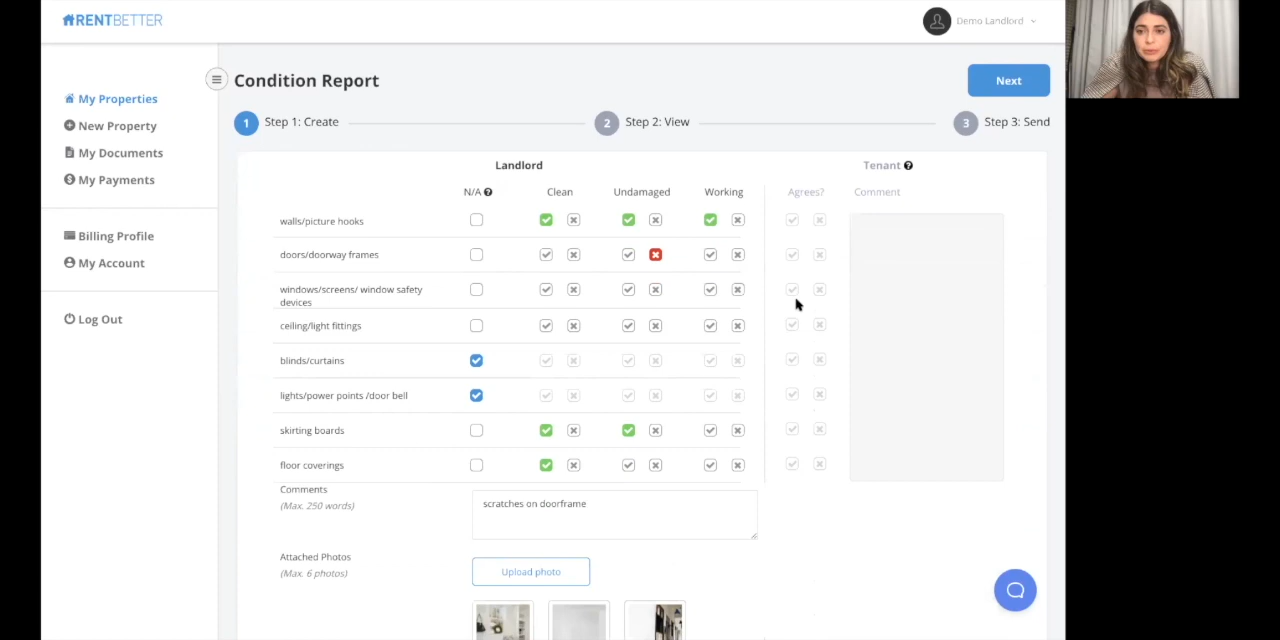 RENTBETTER
Demo Landlord
My Properties
New Property
My Documents
My Payments
Billing Profile
My Account
Log Out
Condition Report
Next
1 Step 1: Create
2 Step 2: View
3 Step 3: Send
Landlord
Tenant
N/A
Clean
Undamaged
Working
Agrees?
Comment
walls/picture hooks
doors/doorway frames
windows/screens/ window safety
devices
ceiling/light fittings
blinds/curtains
lights/power points /door bell
skirting boards
floor coverings
Comments
(Max. 250 words)
scratches on doorframe
Attached Photos
(Max. 6 photos)
Upload photo